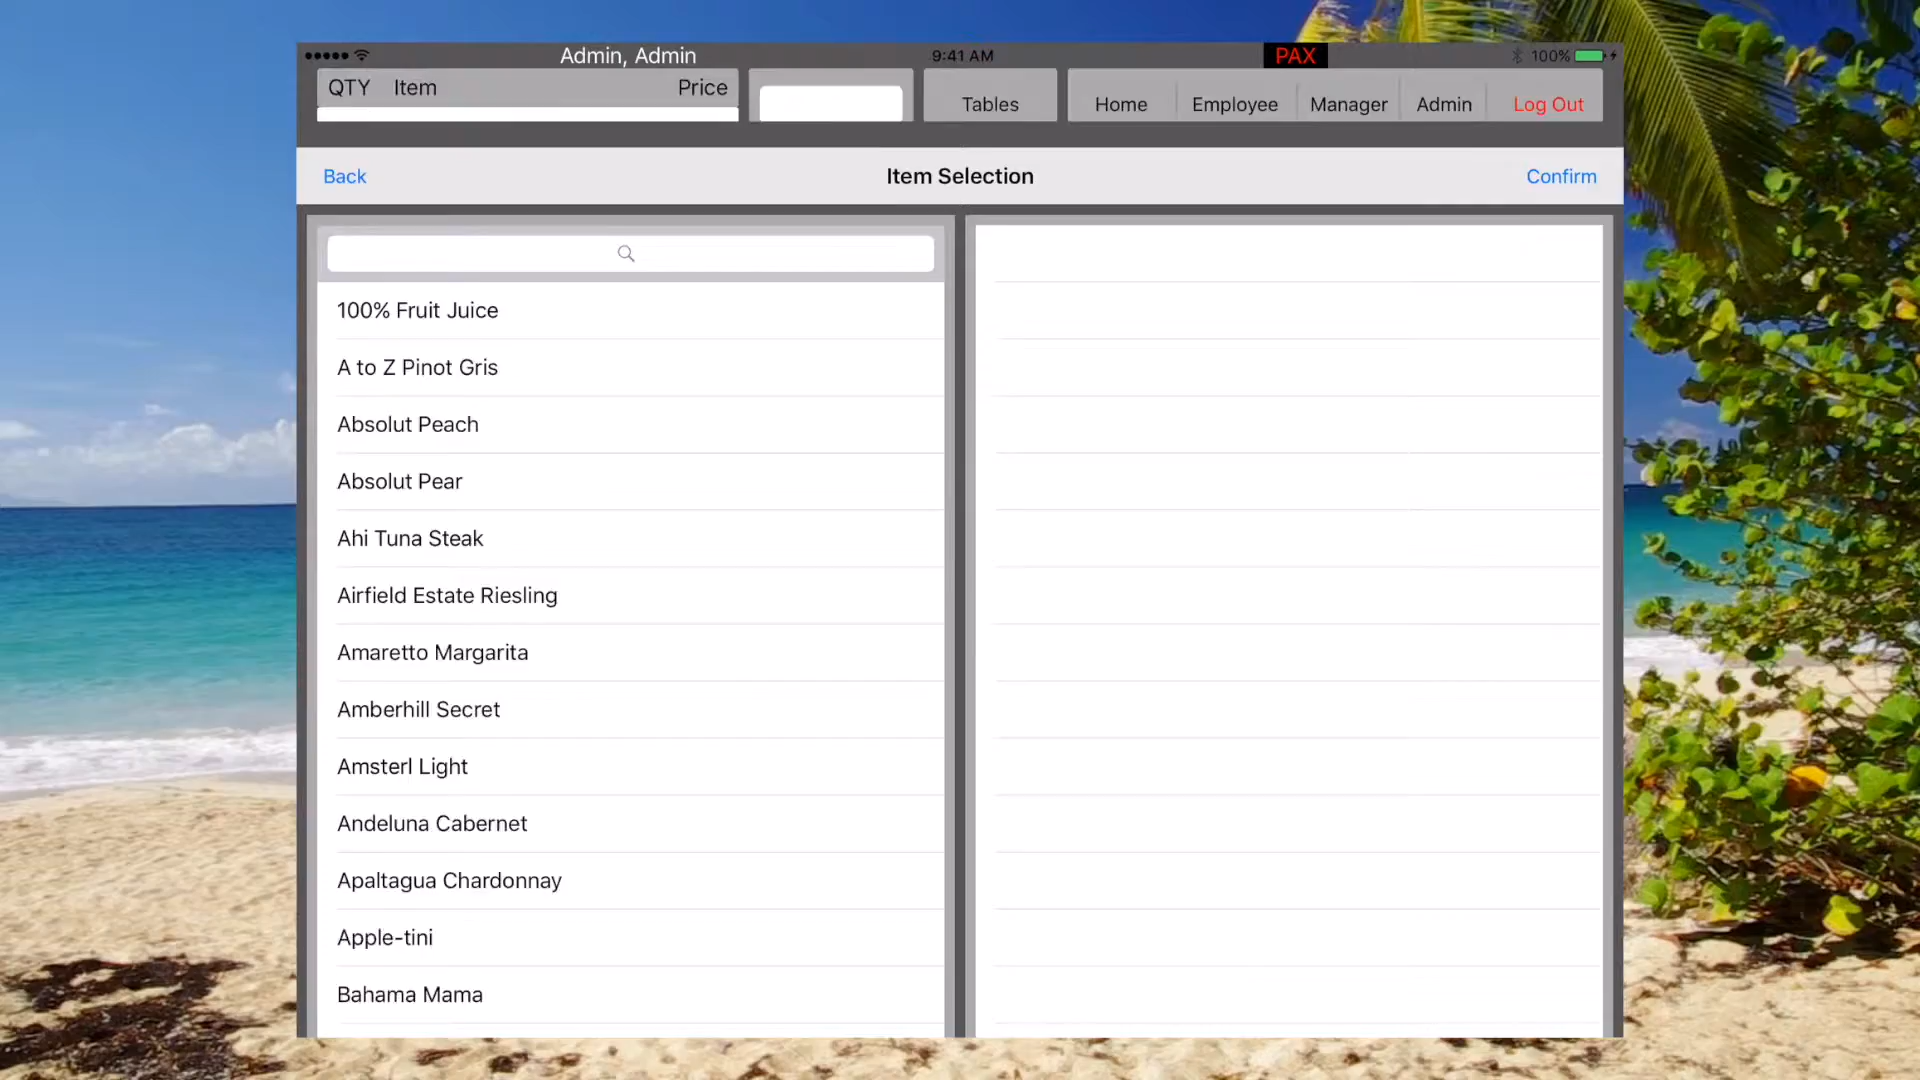 Admin, Admin 9:41 AM PAX 100%
QTY Item Price Tables Home Employee Manager Admin Log Out
Back Item Selection Confirm
100% Fruit Juice
A to Z Pinot Gris
Absolut Peach
Absolut Pear
Ahi Tuna Steak
Airfield Estate Riesling
Amaretto Margarita
Amberhill Secret
Amsterl Light
Andeluna Cabernet
Apaltagua Chardonnay
Apple-tini
Bahama Mama